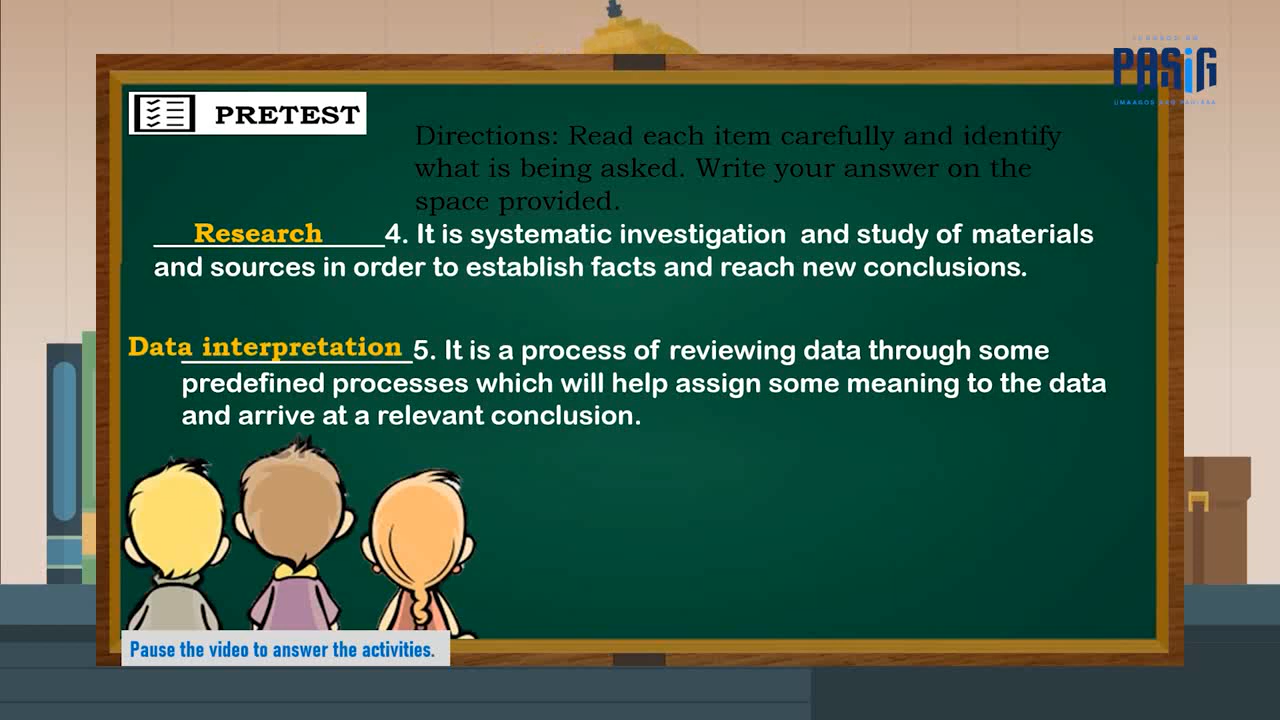 PASiG
PRETEST
Directions: Read each item carefully and identify
what is being asked. Write your answer on the
space provided.
Research 4. It is systematic investigation and study of materials
and sources in order to establish facts and reach new conclusions.
Data interpretation 5. It is a process of reviewing data through some
predefined processes which will help assign some meaning to the data
and arrive at a relevant conclusion.
Pause the video to answer the activities.